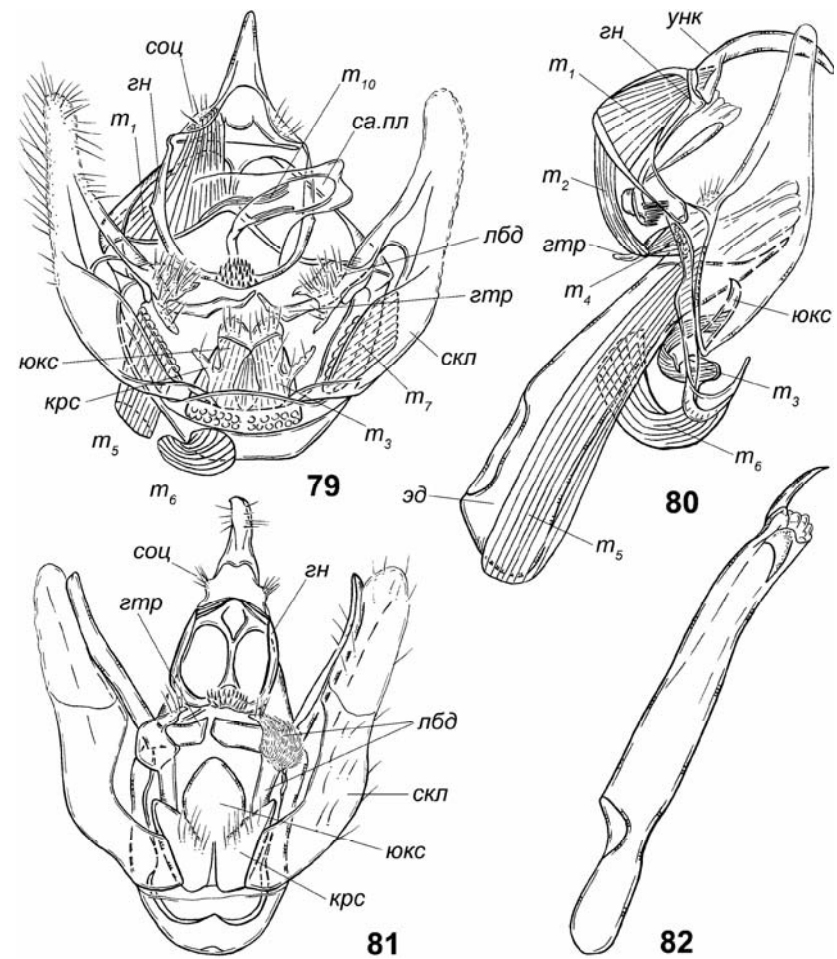 соц
гн
m₁
m₁₀
са.пл
лбд
гтр
юкс
крс
скл
m₇
m₃
m₅
m₆
79
унк
гн
m₁
m₂
гтр
m₄
юкс
m₃
m₆
эд
m₅
80
соц
гтр
гн
лбд
скл
юкс
крс
81
82